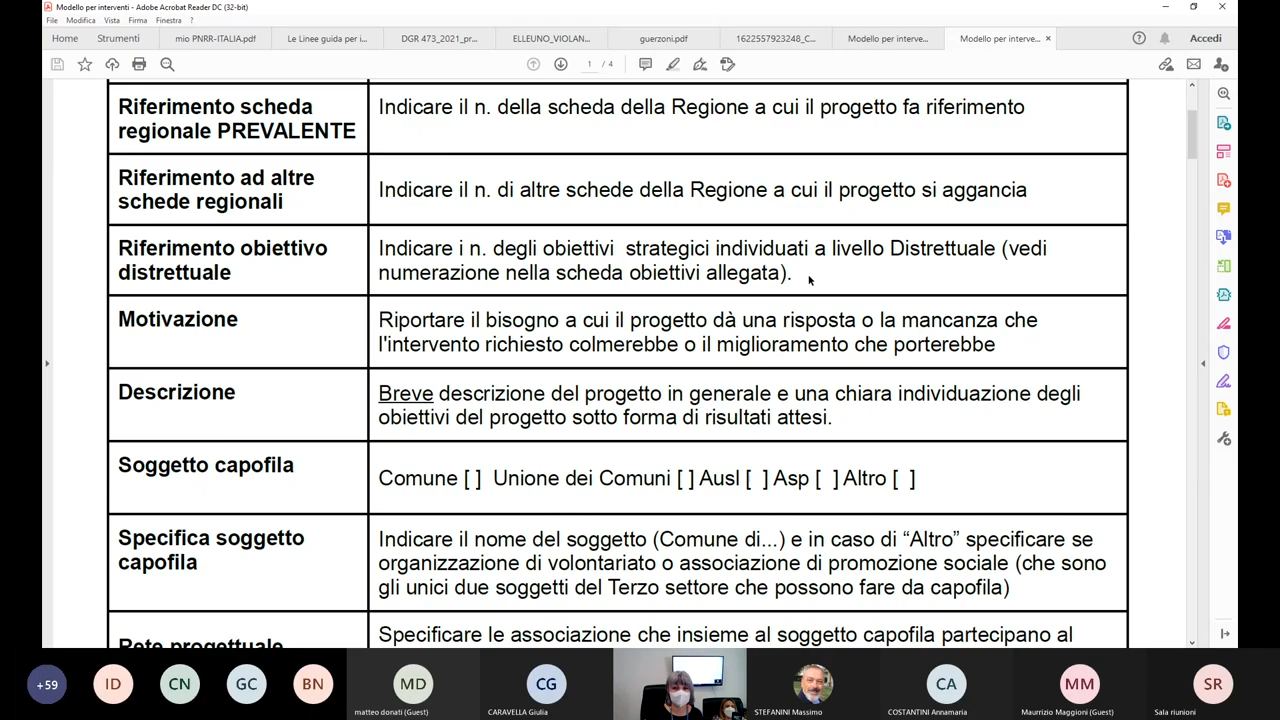 Modello per interventi - Adobe Acrobat Reader DC (32-bit)
File Modifica Vista Firma Finestra ?
Home Strumenti mio PNRR-ITALIA.pdf Le Linee guida per i... DGR 473_2021_pr... ELLEUNO_VIOLAN... guerzoni.pdf 1622557923248_C... Modello per interve... Modello per interve... × Accedi
1 / 4
Riferimento scheda
regionale PREVALENTE
Indicare il n. della scheda della Regione a cui il progetto fa riferimento
Riferimento ad altre
schede regionali
Indicare il n. di altre schede della Regione a cui il progetto si aggancia
Riferimento obiettivo
distrettuale
Indicare i n. degli obiettivi strategici individuati a livello Distrettuale (vedi
numerazione nella scheda obiettivi allegata).
Motivazione
Riportare il bisogno a cui il progetto dà una risposta o la mancanza che
l'intervento richiesto colmerebbe o il miglioramento che porterebbe
Descrizione
Breve descrizione del progetto in generale e una chiara individuazione degli
obiettivi del progetto sotto forma di risultati attesi.
Soggetto capofila
Comune [ ] Unione dei Comuni [ ] Ausl [ ] Asp [ ] Altro [ ]
Specifica soggetto
capofila
Indicare il nome del soggetto (Comune di...) e in caso di “Altro” specificare se
organizzazione di volontariato o associazione di promozione sociale (che sono
gli unici due soggetti del Terzo settore che possono fare da capofila)
Rete progettuale
Specificare le associazione che insieme al soggetto capofila partecipano al
+59 ID CN GC BN MD CG CA MM SR
matteo donati (Guest) CARAVELLA Giulia STEFANINI Massimo COSTANTINI Annamaria Maurizio Maggioni (Guest) Sala riunioni